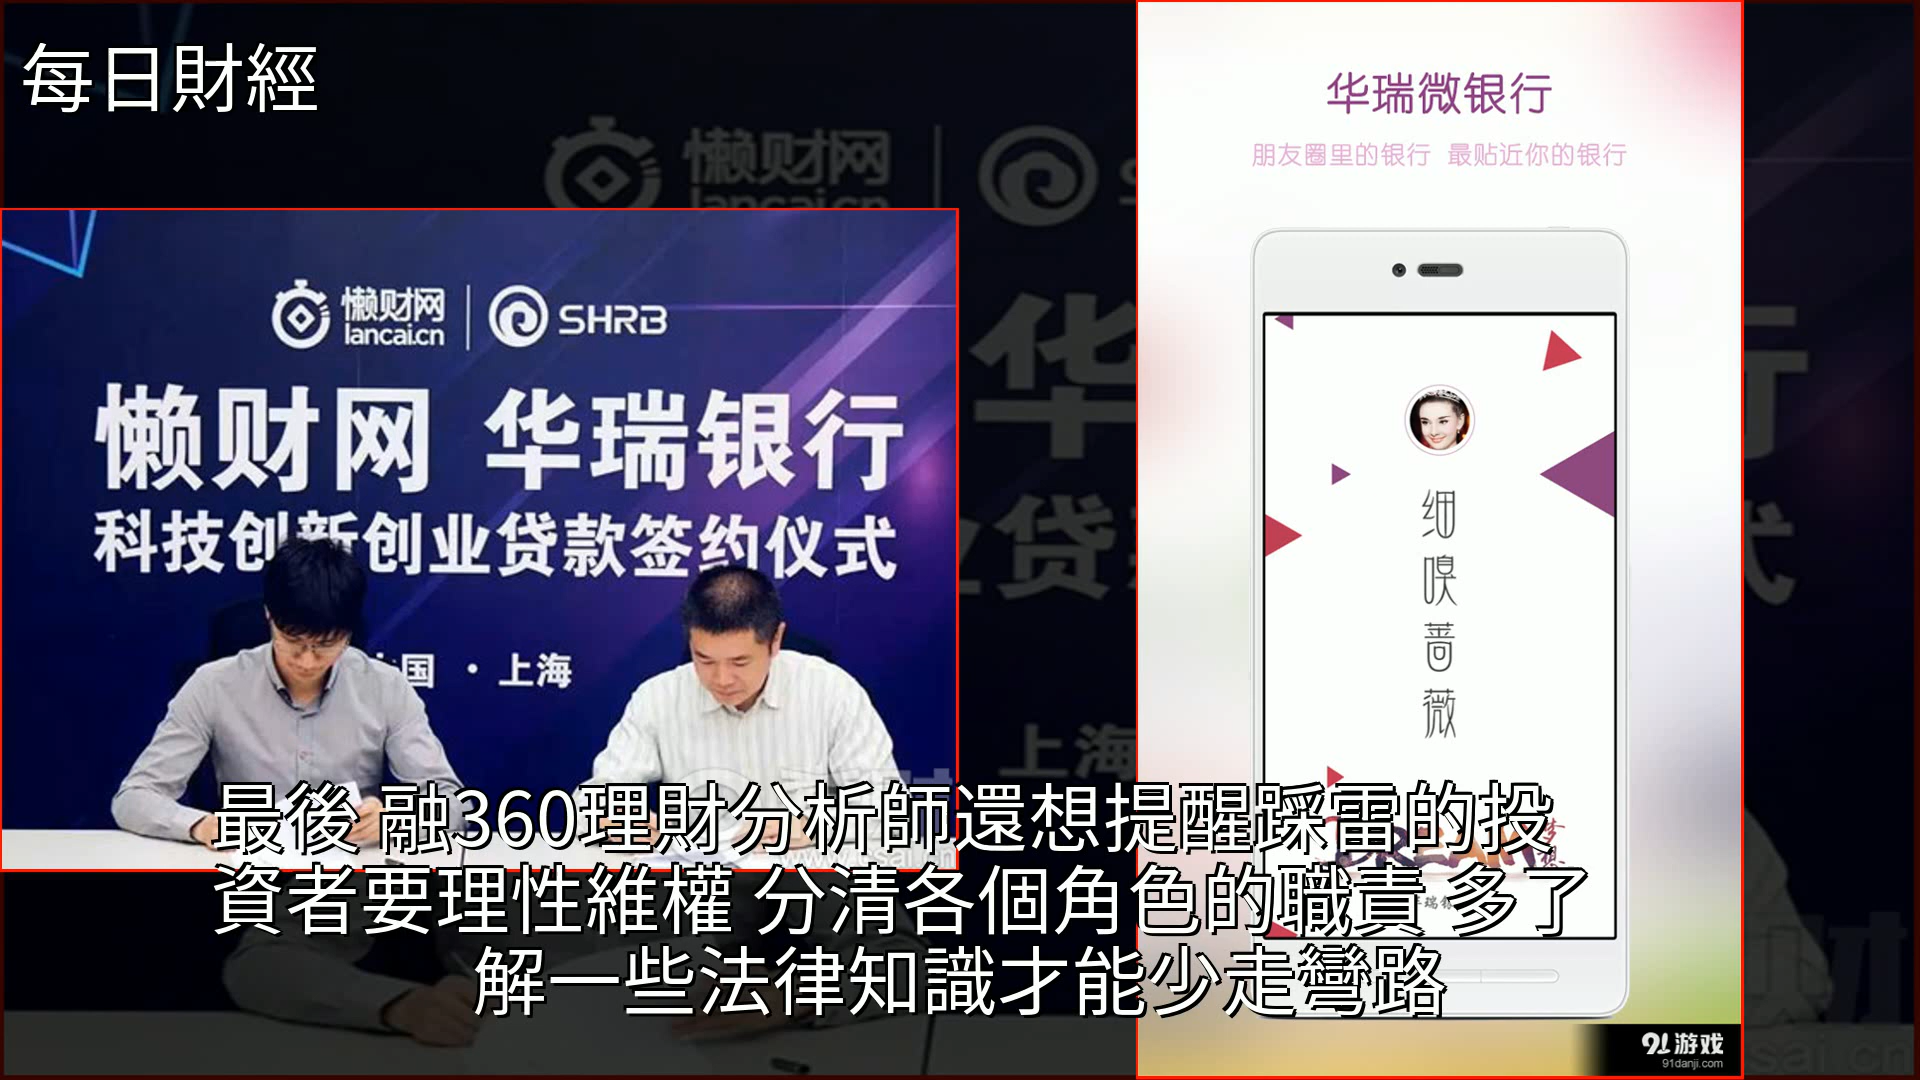 每日財經
懒财网
lancai.cn
SHRB
懒财网 华瑞银行
科技创新创业贷款签约仪式
国・上海
华瑞微银行
朋友圈里的银行 最贴近你的银行
细嗅蔷薇
最後 融360理財分析師還想提醒踩雷的投
資者要理性維權 分清各個角色的職責 多了
解一些法律知識才能少走彎路
91游戏
91danji.com